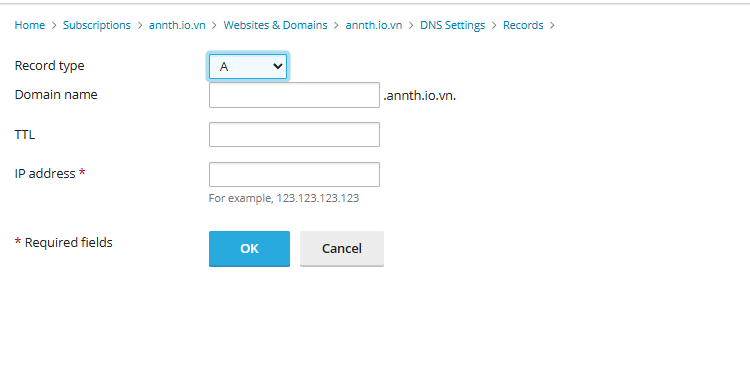 Home > Subscriptions > annth.io.vn > Websites & Domains > annth.io.vn > DNS Settings > Records >
Record type A
Domain name .annth.io.vn.
TTL
IP address *
For example, 123.123.123.123
* Required fields OK Cancel